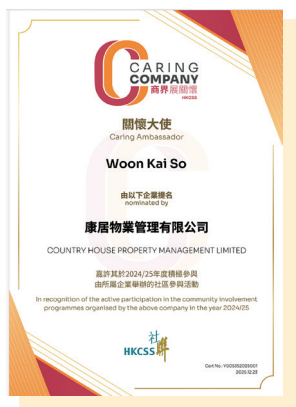 CARING
COMPANY
商界展關懷
HKCSS
關懷大使
Caring Ambassador
Woon Kai So
由以下企業提名
nominated by
康居物業管理有限公司
COUNTRY HOUSE PROPERTY MANAGEMENT LIMITED
嘉許其於2024/25年度積極參與
由所屬企業舉辦的社區參與活動
In recognition of the active participation in the community involvement
programmes organised by the above company in the year 2024/25
社聯
HKCSS
Cert No.:
2025.12.23